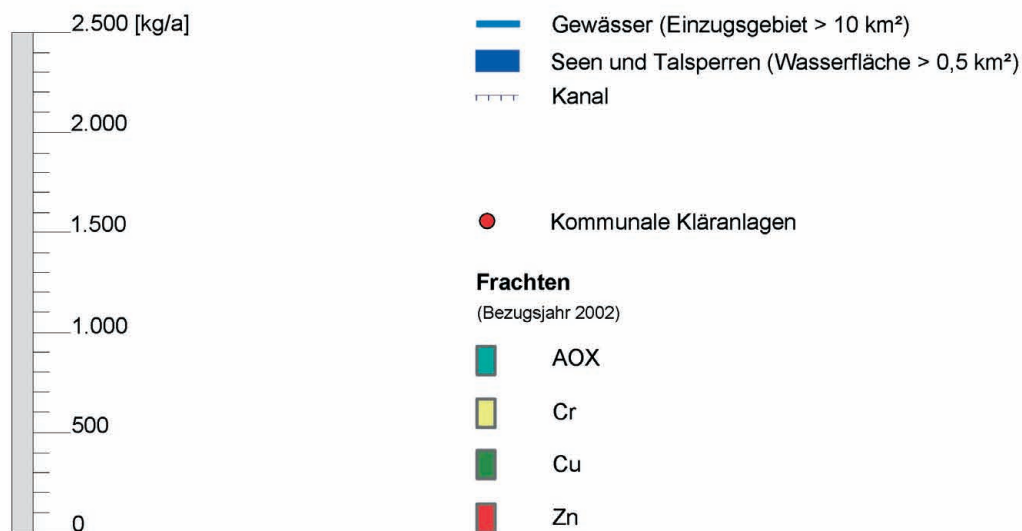 2.500 [kg/a]
2.000
1.500
1.000
500
0
Gewässer (Einzugsgebiet > 10 km²)
Seen und Talsperren (Wasserfläche > 0,5 km²)
Kanal
Kommunale Kläranlagen
Frachten
(Bezugsjahr 2002)
AOX
Cr
Cu
Zn